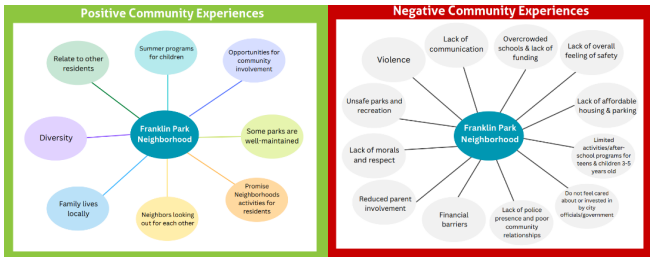 Positive Community Experiences
Relate to other
residents
Summer programs
for children
Opportunities for
community
involvement
Diversity
Franklin Park
Neighborhood
Some parks are
well-maintained
Family lives
locally
Neighbors looking
out for each other
Promise
Neighborhoods
activities for
residents
Negative Community Experiences
Violence
Lack of
communication
Overcrowded
schools & lack of
funding
Lack of overall
feeling of safety
Unsafe parks and
recreation
Franklin Park
Neighborhood
Lack of affordable
housing & parking
Lack of morals
and respect
Limited
activities/after-
school programs for
teens & children 3-5
years old
Reduced parent
involvement
Financial
barriers
Lack of police
presence and poor
community
relationships
Do not feel cared
about or invested in
by city
officials/government